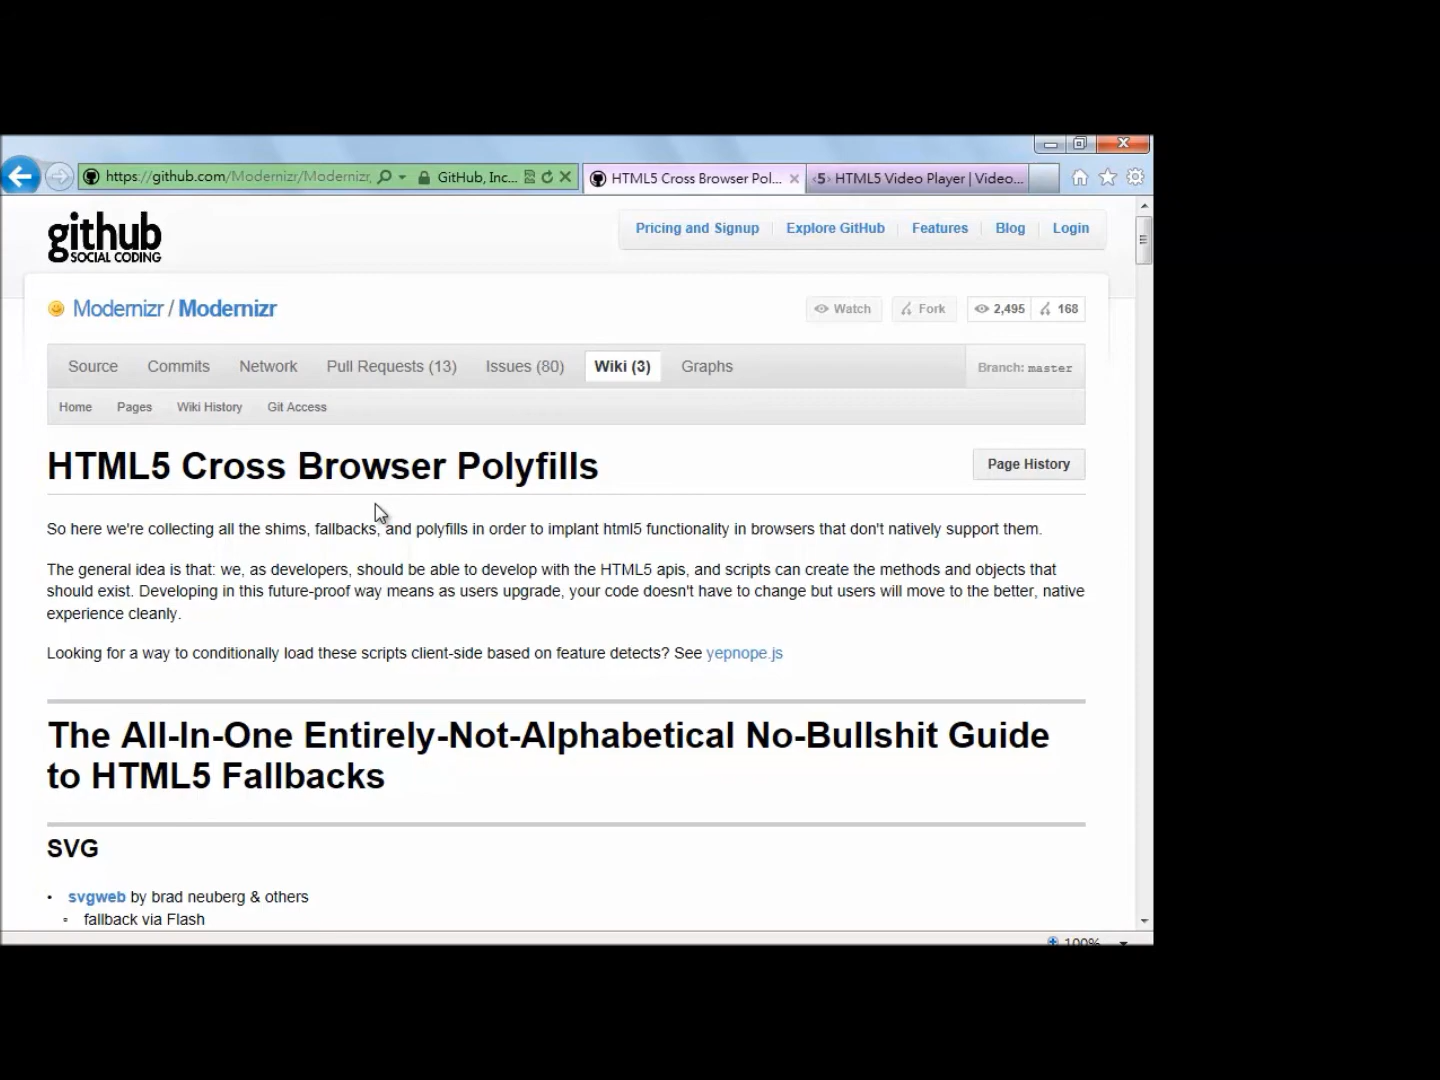 https://github.com/Modernizr/Modernizr,
GitHub, Inc...
HTML5 Cross Browser Pol...
HTML5 Video Player | Video...
github
SOCIAL CODING
Pricing and Signup
Explore GitHub
Features
Blog
Login
Modernizr / Modernizr
Watch
Fork
2,495
168
Source
Commits
Network
Pull Requests (13)
Issues (80)
Wiki (3)
Graphs
Branch: master
Home
Pages
Wiki History
Git Access
HTML5 Cross Browser Polyfills
Page History
So here we're collecting all the shims, fallbacks, and polyfills in order to implant html5 functionality in browsers that don't natively support them.
The general idea is that: we, as developers, should be able to develop with the HTML5 apis, and scripts can create the methods and objects that
should exist. Developing in this future-proof way means as users upgrade, your code doesn't have to change but users will move to the better, native
experience cleanly.
Looking for a way to conditionally load these scripts client-side based on feature detects? See yepnope.js
The All-In-One Entirely-Not-Alphabetical No-Bullshit Guide
to HTML5 Fallbacks
SVG
• svgweb by brad neuberg & others
▫ fallback via Flash
100%